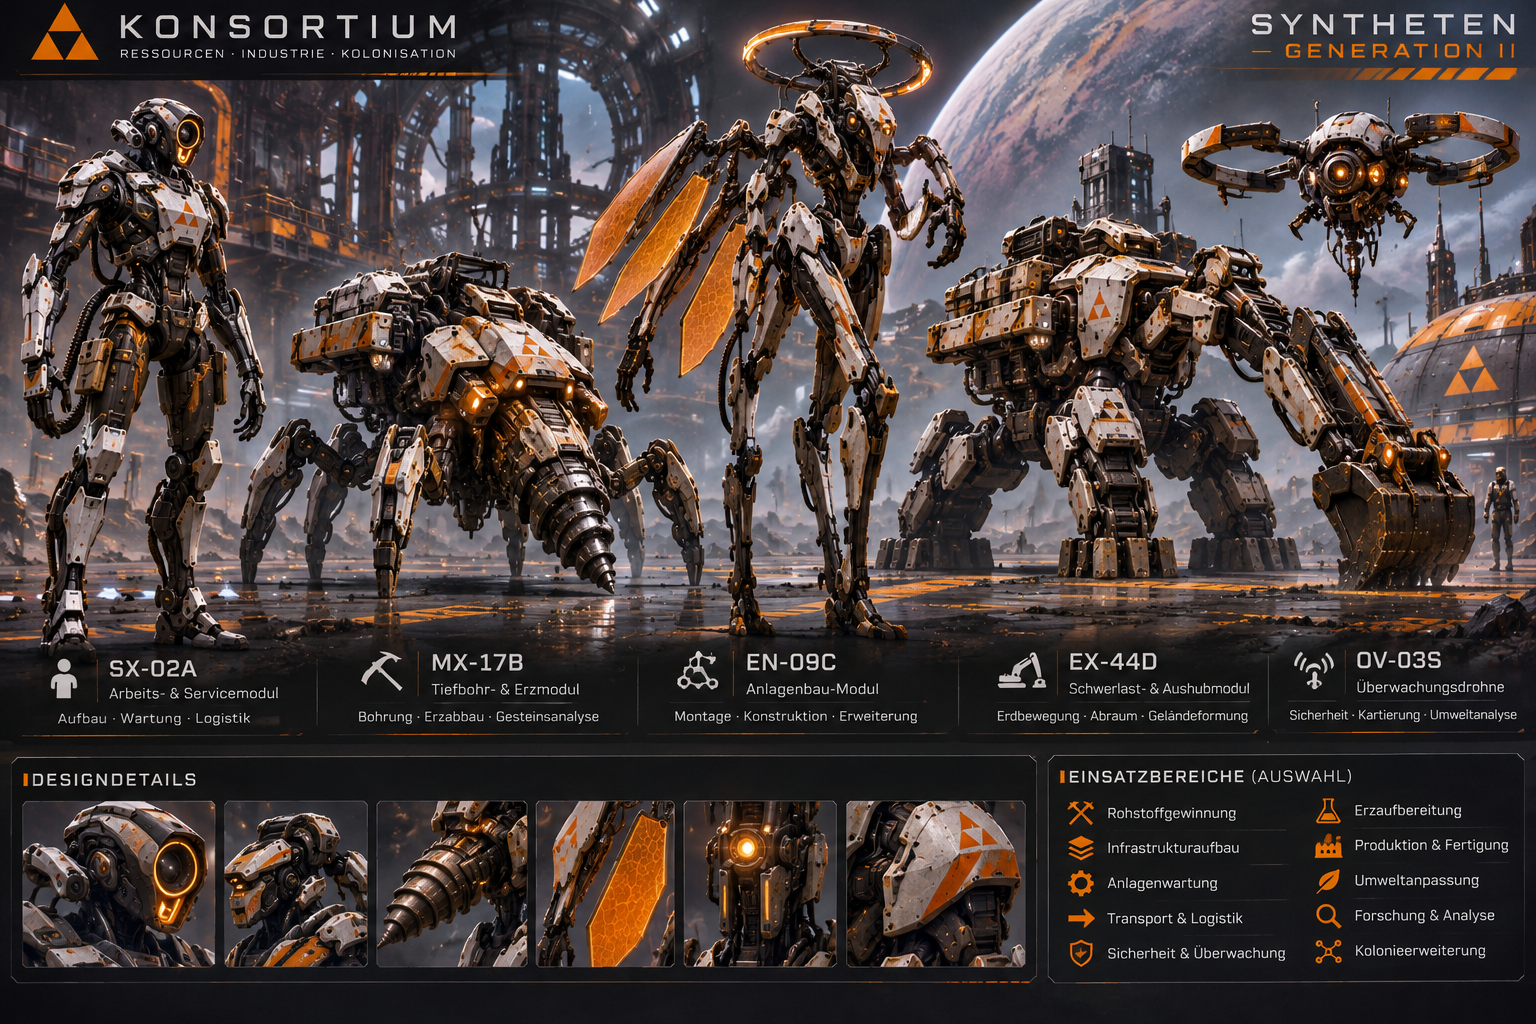 KONSORTIUM
RESSOURCEN · INDUSTRIE · KOLONISATION
SYNTHETEN
GENERATION II
SX-02A
Arbeits- & Servicemodul
Aufbau · Wartung · Logistik
MX-17B
Tiefbohr- & Erzmodul
Bohrung · Erzabbau · Gesteinsanalyse
EN-09C
Anlagenbau-Modul
Montage · Konstruktion · Erweiterung
EX-44D
Schwerlast- & Aushubmodul
Erdbewegung · Abraum · Geländeformung
OV-03S
Überwachungsdrohne
Sicherheit · Kartierung · Umweltanalyse
DESIGNDETAILS
EINSATZBEREICHE (AUSWAHL)
Rohstoffgewinnung
Infrastrukturaufbau
Anlagenwartung
Transport & Logistik
Sicherheit & Überwachung
Erzaufbereitung
Produktion & Fertigung
Umweltanpassung
Forschung & Analyse
Kolonieerweiterung